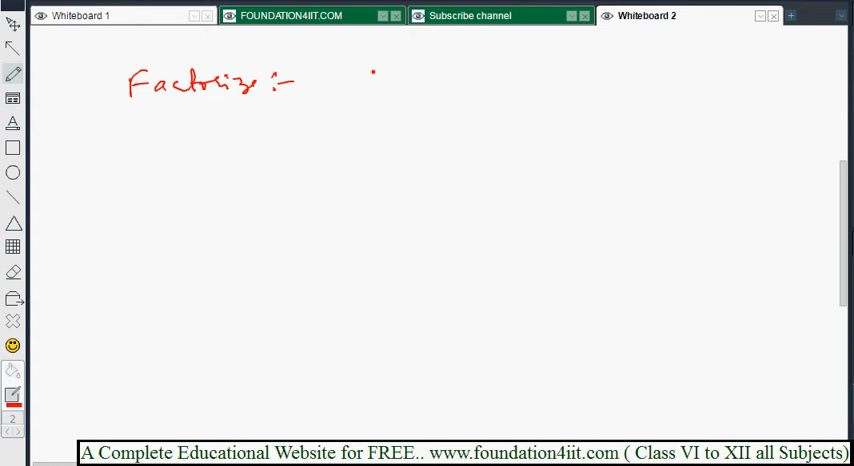 Whiteboard 1 FOUNDATION4IIT.COM Subscribe channel Whiteboard 2
Factorize :-
2
A Complete Educational Website for FREE.. www.foundation4iit.com ( Class VI to XII all Subjects)